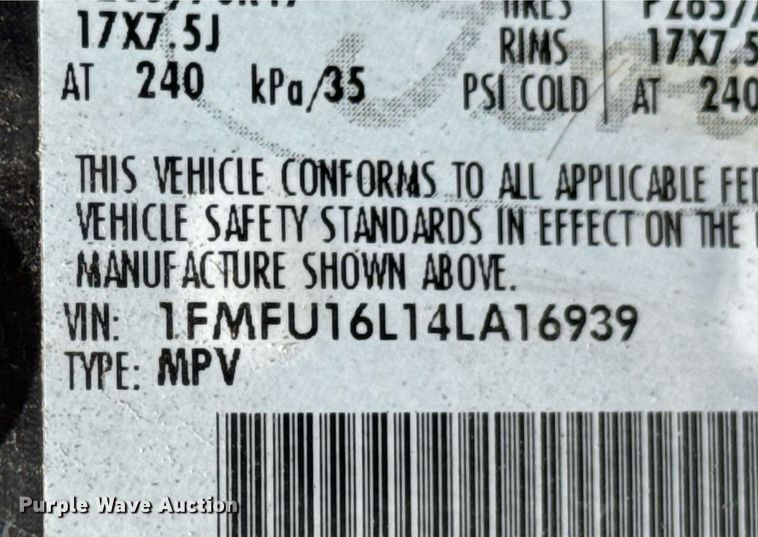 TIRES
17X7.5J RIMS 17X7.5
AT 240 kPa/35 PSI COLD AT 240
THIS VEHICLE CONFORMS TO ALL APPLICABLE FED
VEHICLE SAFETY STANDARDS IN EFFECT ON THE
MANUFACTURE SHOWN ABOVE.
VIN: 1FMFU16L14LA16939
TYPE: MPV
Purple Wave Auction